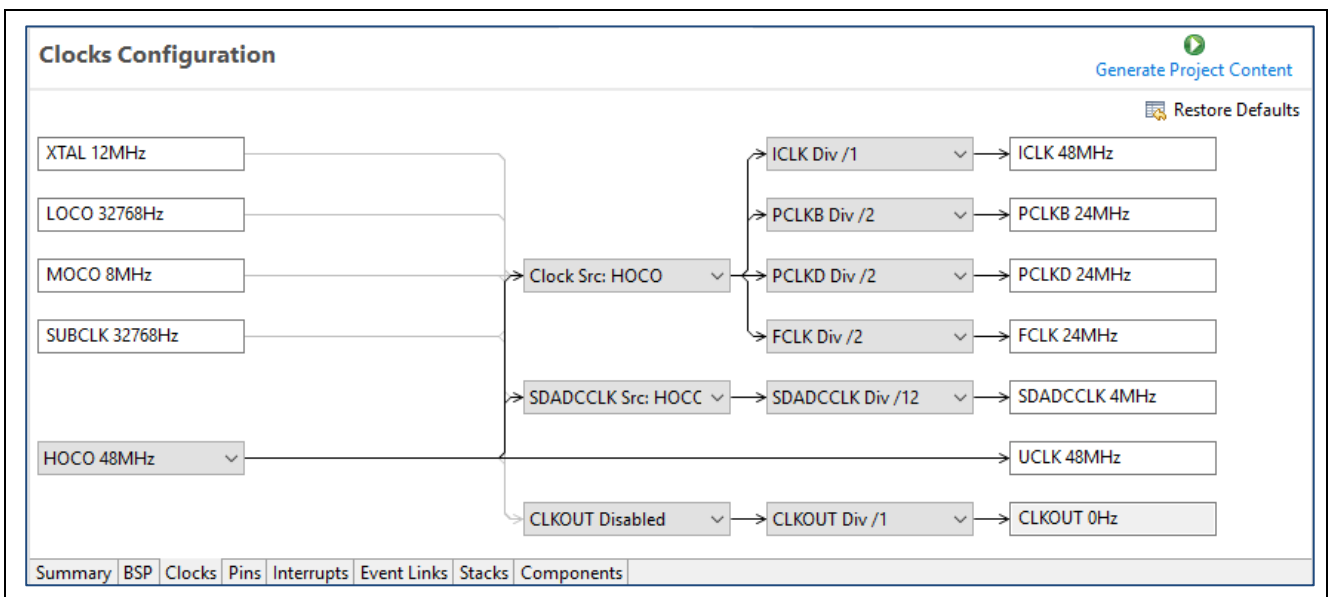 Clocks Configuration
Generate Project Content
Restore Defaults
XTAL 12MHz
ICLK Div /1
ICLK 48MHz
LOCO 32768Hz
PCLKB Div /2
PCLKB 24MHz
MOCO 8MHz
Clock Src: HOCO
PCLKD Div /2
PCLKD 24MHz
SUBCLK 32768Hz
FCLK Div /2
FCLK 24MHz
SDADCCLK Src: HOCC
SDADCCLK Div /12
SDADCCLK 4MHz
HOCO 48MHz
UCLK 48MHz
CLKOUT Disabled
CLKOUT Div /1
CLKOUT 0Hz
Summary BSP Clocks Pins Interrupts Event Links Stacks Components